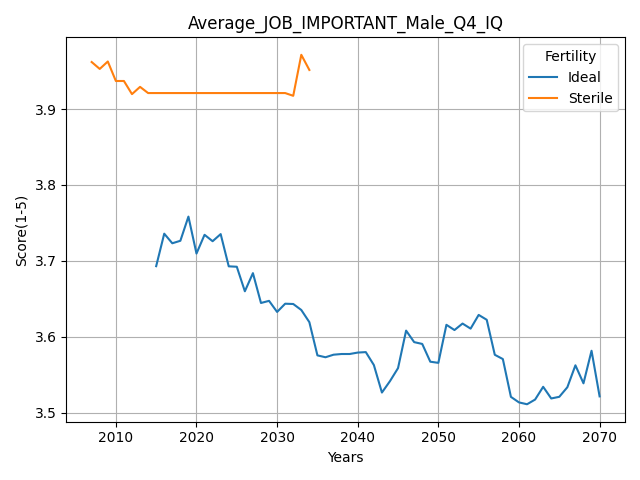 Average_JOB_IMPORTANT_Male_Q4_IQ
Fertility
Ideal
Sterile
Score(1-5)
3.9
3.8
3.7
3.6
3.5
2010 2020 2030 2040 2050 2060 2070
Years